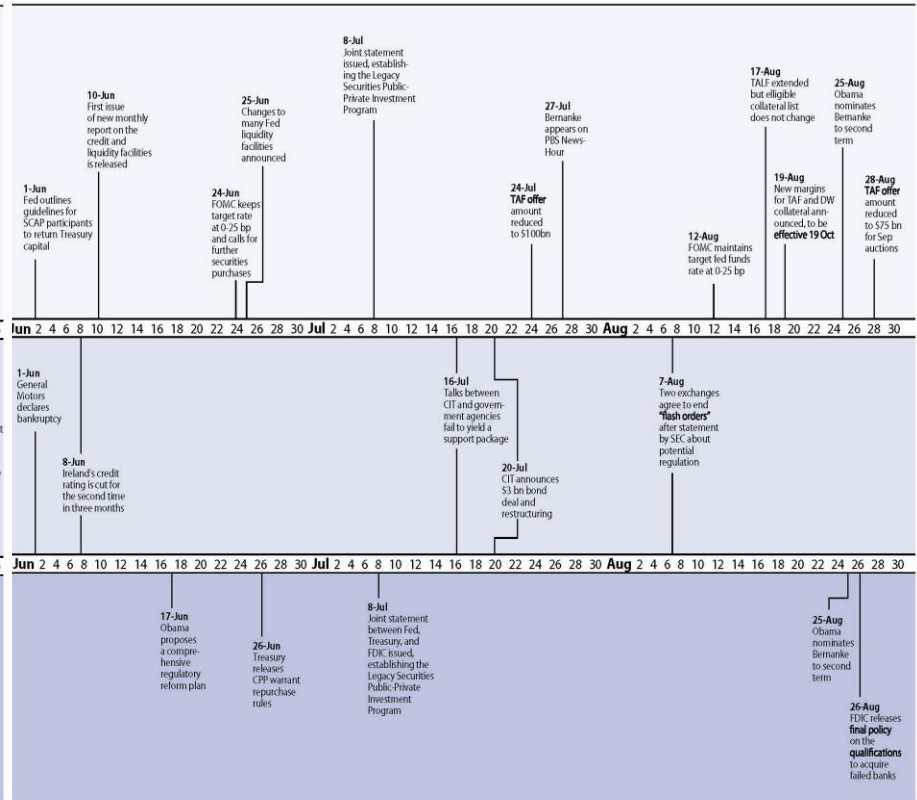 8-Jul
Joint statement
issued, establish-
ing the Legacy
Securities Public-
Private Investment
Program
10-Jun
First issue
of new monthly
report on the
credit and
liquidity facilities
is released
25-Jun
Changes to
many Fed
liquidity
facilities
announced
27-Jul
Bernanke
appears on
PBS News-
Hour
17-Aug
TALF extended
but elligible
collateral list
does not change
25-Aug
Obama
nominates
Bernanke
to second
term
1-Jun
Fed outlines
guidelines for
SCAP participants
to return Treasury
capital
24-Jun
FOMC keeps
target rate
at 0-25 bp
and calls for
further
securities
purchases
24-Jul
TAF offer
amount
reduced
to $100bn
12-Aug
FOMC maintains
target fed funds
rate at 0-25 bp
19-Aug
New margins
for TAF and DW
collateral ann-
ounced, to be
effective 19 Oct
28-Aug
TAF offer
amount
reduced
to $75 bn
for Sep
auctions
Jun 2 4 6 8 10 12 14 16 18 20 22 24 26 28 30 Jul 2 4 6 8 10 12 14 16 18 20 22 24 26 28 30 Aug 2 4 6 8 10 12 14 16 18 20 22 24 26 28 30
1-Jun
General
Motors
declares
bankruptcy
8-Jun
Ireland's credit
rating is cut for
the second time
in three months
16-Jul
Talks between
CIT and govern-
ment agencies
fail to yield a
support package
20-Jul
CIT announces
$3 bn bond
deal and
restructuring
7-Aug
Two exchanges
agree to end
"flash orders"
after statement
by SEC about
potential
regulation
Jun 2 4 6 8 10 12 14 16 18 20 22 24 26 28 30 Jul 2 4 6 8 10 12 14 16 18 20 22 24 26 28 30 Aug 2 4 6 8 10 12 14 16 18 20 22 24 26 28 30
17-Jun
Obama
proposes
a compre-
hensive
regulatory
reform plan
26-Jun
Treasury
releases
CPP warrant
repurchase
rules
8-Jul
Joint statement
between Fed,
Treasury, and
FDIC issued,
establishing the
Legacy Securities
Public-Private
Investment
Program
25-Aug
Obama
nominates
Bernanke
to second
term
26-Aug
FDIC releases
final policy
on the
qualifications
to acquire
failed banks